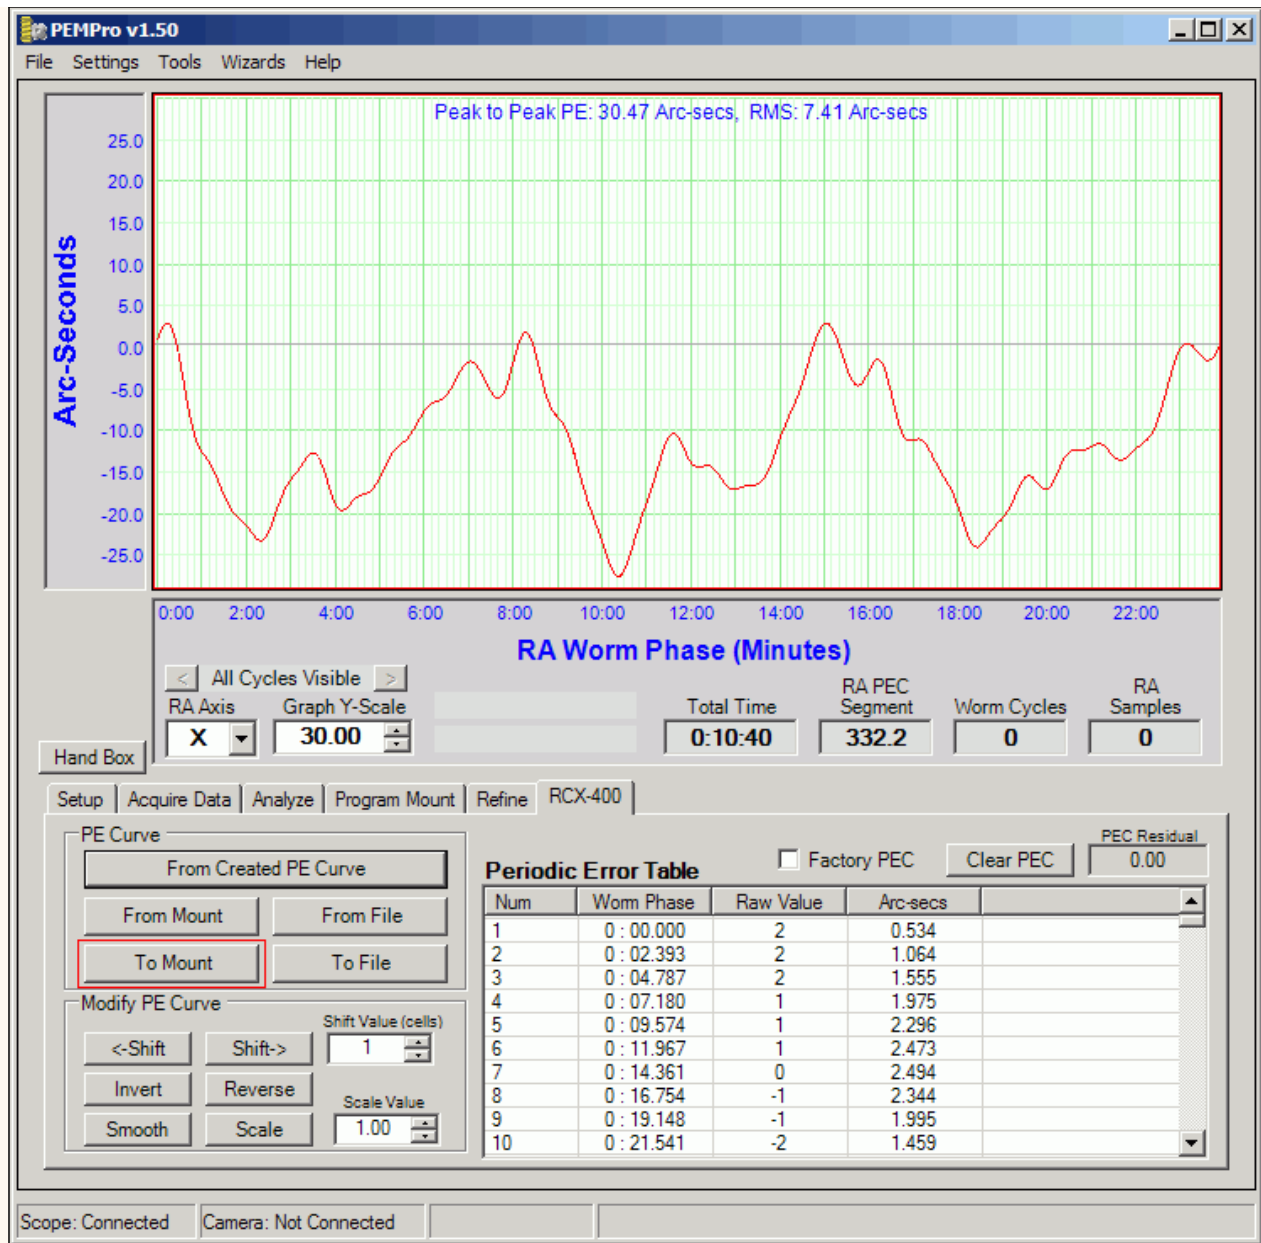 PEMPro v1.50
File Settings Tools Wizards Help
Peak to Peak PE: 30.47 Arc-secs, RMS: 7.41 Arc-secs
Arc-Seconds
25.0
20.0
15.0
10.0
5.0
0.0
-5.0
-10.0
-15.0
-20.0
-25.0
0:00 2:00 4:00 6:00 8:00 10:00 12:00 14:00 16:00 18:00 20:00 22:00
RA Worm Phase (Minutes)
< All Cycles Visible >
RA Axis
X
Graph Y-Scale
30.00
Total Time
0:10:40
RA PEC
Segment
332.2
Worm Cycles
0
RA
Samples
0
Hand Box
Setup Acquire Data Analyze Program Mount Refine RCX-400
PE Curve
From Created PE Curve
From Mount From File
To Mount To File
Modify PE Curve
Shift Value (cells)
<-Shift Shift-> 1
Invert Reverse
Scale Value
Smooth Scale 1.00
Periodic Error Table
Factory PEC
Clear PEC
PEC Residual
0.00
Num Worm Phase Raw Value Arc-secs
1 0 : 00.000 2 0.534
2 0 : 02.393 2 1.064
3 0 : 04.787 2 1.555
4 0 : 07.180 1 1.975
5 0 : 09.574 1 2.296
6 0 : 11.967 1 2.473
7 0 : 14.361 0 2.494
8 0 : 16.754 -1 2.344
9 0 : 19.148 -1 1.995
10 0 : 21.541 -2 1.459
Scope: Connected Camera: Not Connected